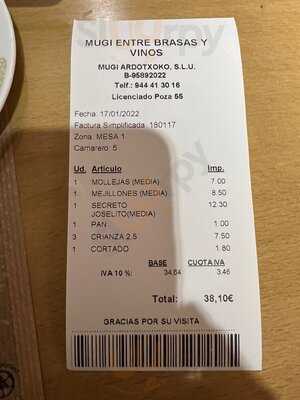 MUGI ENTRE BRASAS Y
VINOS
MUGI ARDOTXOKO, S.L.U.
B-95892022
Telf.: 944 41 30 16
Licenciado Poza 55
Fecha: 17/01/2022
Factura Simplificada: 180117
Zona: MESA 1
Camarero: 5
Ud. Artículo Imp.
1 MOLLEJAS (MEDIA) 7.00
1 MEJILLONES (MEDIA) 8.50
1 SECRETO 12.30
JOSELITO(MEDIA)
1 PAN 1.00
3 CRIANZA 2.5 7.50
1 CORTADO 1.80
BASE CUOTA IVA
IVA 10 %: 34.64 3.46
Total: 38,10€
GRACIAS POR SU VISITA